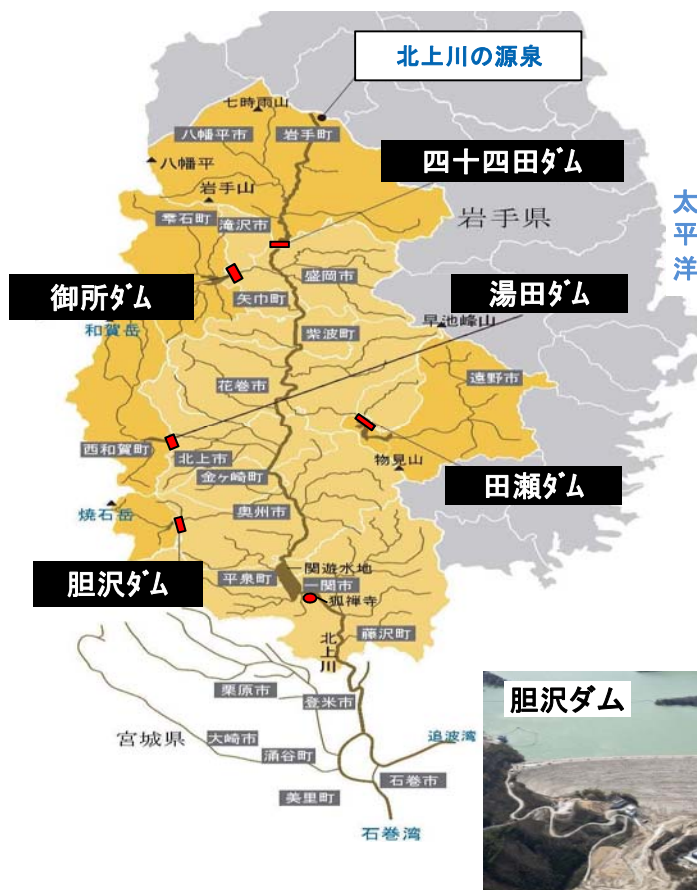 北上川の源泉
七時雨山
八幡平市
岩手町
八幡平
四十四田ダム
岩手山
雫石町
滝沢市
岩手県
太平洋
盛岡市
御所ダム
矢巾町
湯田ダム
和賀岳
紫波町
早池峰山
花巻市
遠野市
西和賀町
北上市
物見山
金ヶ崎町
田瀬ダム
焼石岳
奥州市
胆沢ダム
関遊水地
平泉町
一関市
狐禅寺
北上川
藤沢町
胆沢ダム
栗原市
登米市
宮城県
大崎市
追波湾
涌谷町
石巻市
美里町
石巻湾